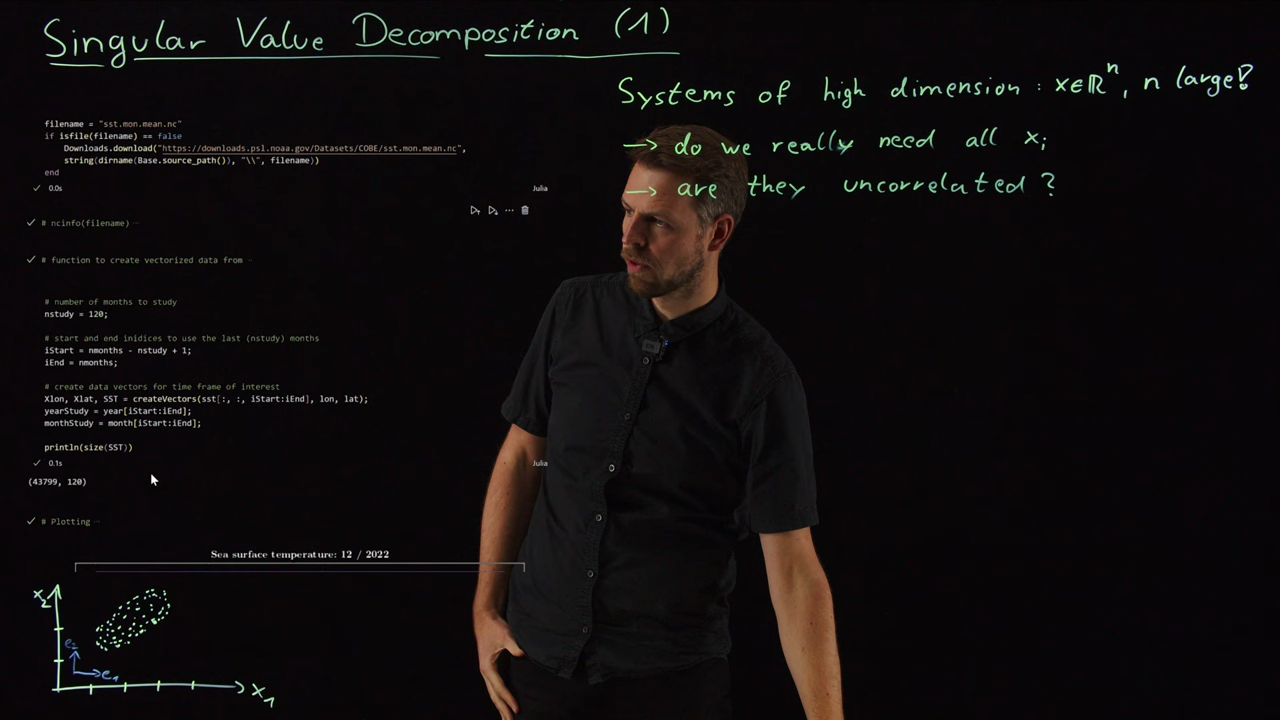 Singular Value Decomposition (1)
Systems of high dimension : x∈ℝⁿ, n large!
→ do we really need all xᵢ
→ are they uncorrelated ?
filename = "sst.mon.mean.nc"
if isfile(filename) == false
Downloads.download("https://downloads.psl.noaa.gov/Datasets/COBE/sst.mon.mean.nc",
string(dirname(Base.source_path()), "\\", filename))
end
✓ 0.0s Julia
✓ # ncinfo(filename) ···
✓ # function to create vectorized data from ···
# number of months to study
nstudy = 120;
# start and end inidices to use the last (nstudy) months
iStart = nmonths - nstudy + 1;
iEnd = nmonths;
# create data vectors for time frame of interest
Xlon, Xlat, SST = createVectors(sst[:, :, iStart:iEnd], lon, lat);
yearStudy = year[iStart:iEnd];
monthStudy = month[iStart:iEnd];
println(size(SST))
✓ 0.1s Julia
(43799, 120)
✓ # Plotting ···
Sea surface temperature: 12 / 2022
x₂
e₂
e₁
x₁